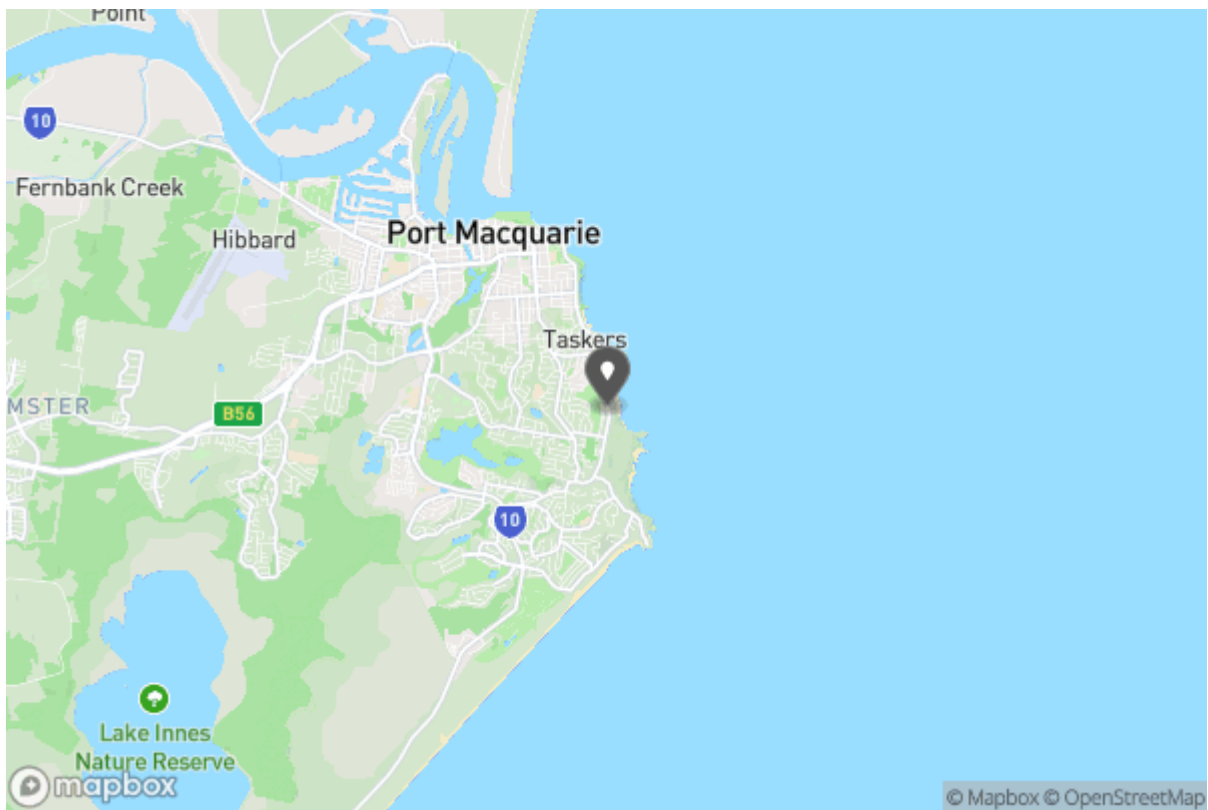 Point
10
Fernbank Creek
Hibbard
Port Macquarie
Taskers
MSTER
B56
10
Lake Innes
Nature Reserve
mapbox
© Mapbox © OpenStreetMap